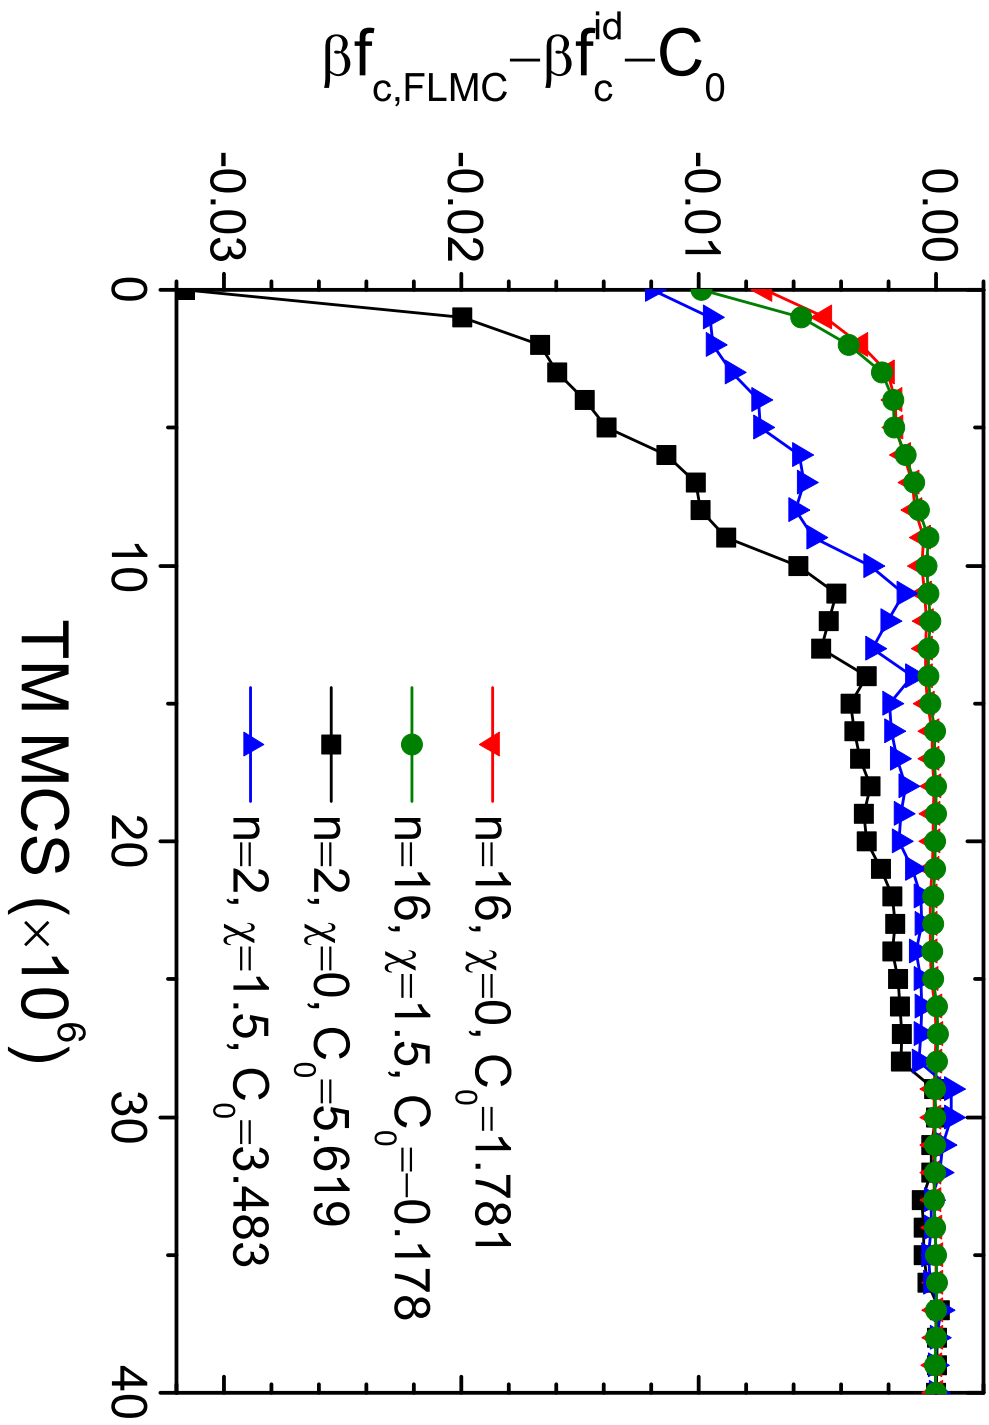 βf_{c,FLMC}−βf_c^{id}−C_0
0.00
-0.01
-0.02
-0.03
0
10
20
30
40
TM MCS (×10^6)
n=16, χ=0, C_0=1.781
n=16, χ=1.5, C_0=−0.178
n=2, χ=0, C_0=5.619
n=2, χ=1.5, C_0=3.483